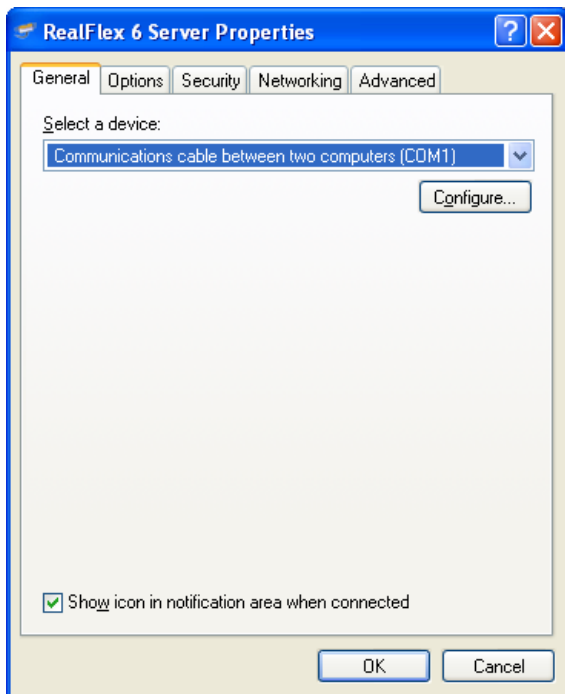 RealFlex 6 Server Properties
General Options Security Networking Advanced
Select a device:
Communications cable between two computers (COM1)
Configure...
Show icon in notification area when connected
OK Cancel